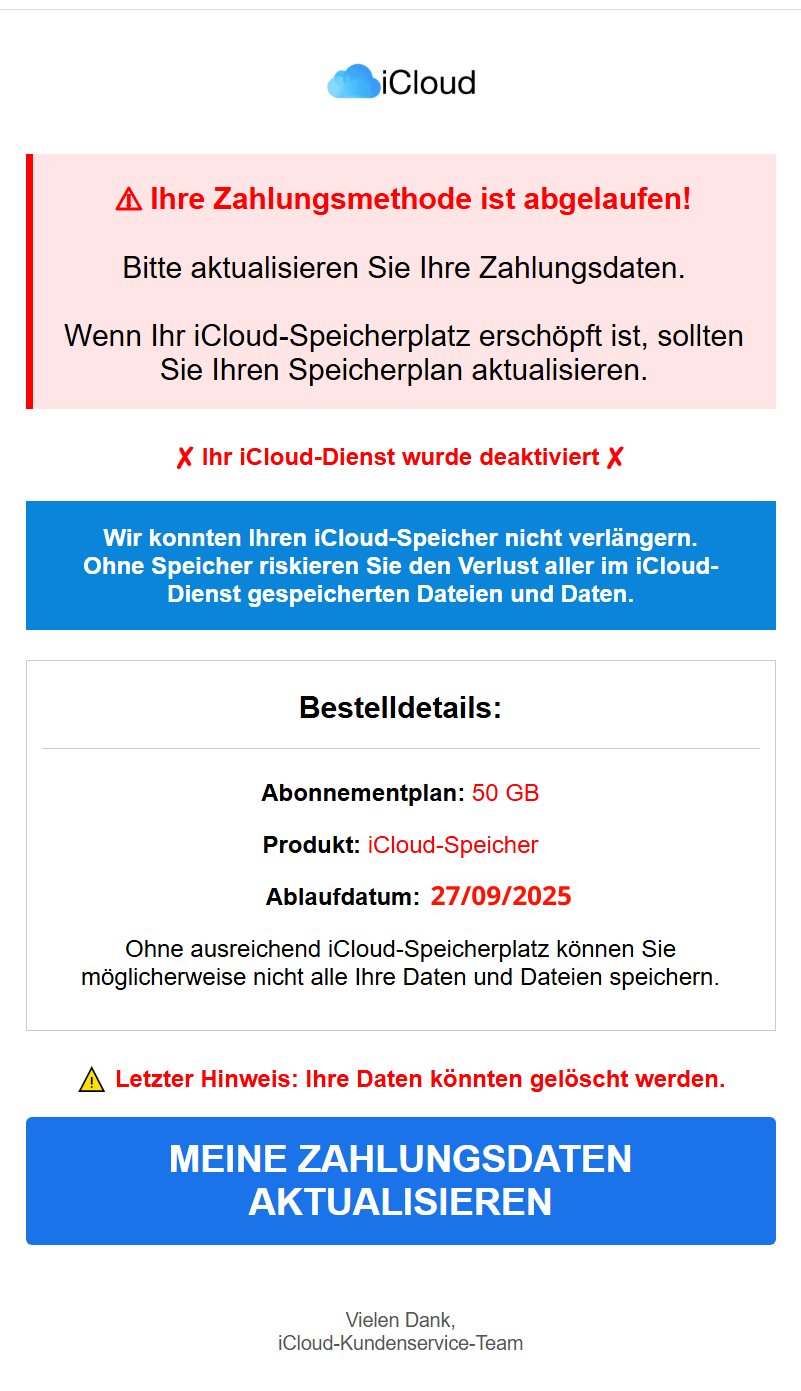 iCloud
⚠ Ihre Zahlungsmethode ist abgelaufen!
Bitte aktualisieren Sie Ihre Zahlungsdaten.
Wenn Ihr iCloud-Speicherplatz erschöpft ist, sollten
Sie Ihren Speicherplan aktualisieren.
✗ Ihr iCloud-Dienst wurde deaktiviert ✗
Wir konnten Ihren iCloud-Speicher nicht verlängern.
Ohne Speicher riskieren Sie den Verlust aller im iCloud-
Dienst gespeicherten Dateien und Daten.
Bestelldetails:
Abonnementplan: 50 GB
Produkt: iCloud-Speicher
Ablaufdatum: 27/09/2025
Ohne ausreichend iCloud-Speicherplatz können Sie
möglicherweise nicht alle Ihre Daten und Dateien speichern.
⚠ Letzter Hinweis: Ihre Daten könnten gelöscht werden.
MEINE ZAHLUNGSDATEN
AKTUALISIEREN
Vielen Dank,
iCloud-Kundenservice-Team